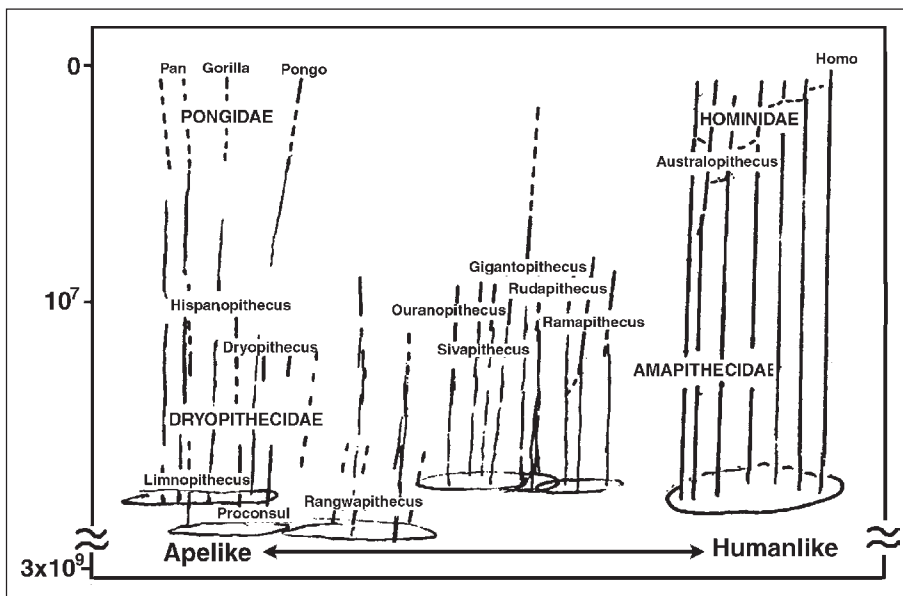 0
Pan Gorilla Pongo Homo
PONGIDAE HOMINIDAE
Australopithecus
Gigantopithecus
10⁷ Hispanopithecus Ouranopithecus Rudapithecus
Ramapithecus
Dryopithecus Sivapithecus
AMAPITHECIDAE
DRYOPITHECIDAE
Limnopithecus
Proconsul Rangwapithecus
Apelike Humanlike
3x10⁹